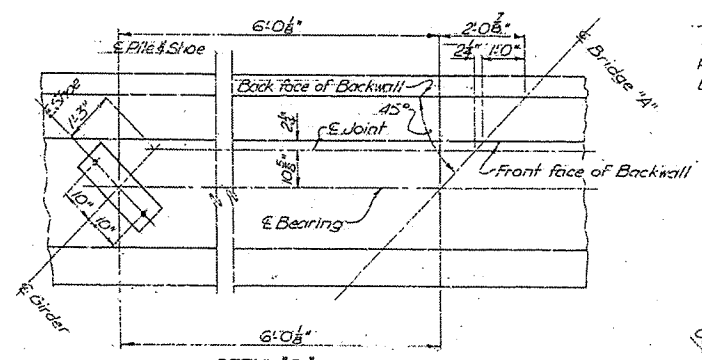 6'-0⅛"
2'-0⅞"
℄ Pile & Shoe
2¼"
1'-0"
℄ Bridge "A"
Back face of Backwall
℄ Shoe
1'-3"
45°
2¼"
℄ Joint
10⅝"
Front face of Backwall
10"
10"
℄ Bearing
℄ Girder
6'-0⅛"